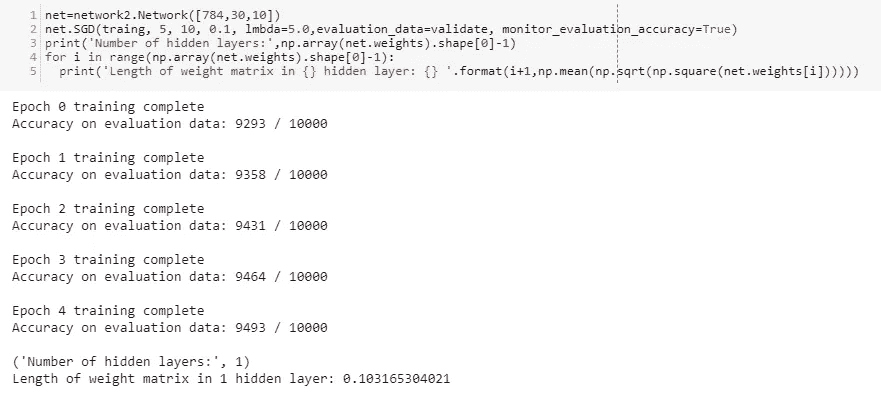 1 net=network2.Network([784,30,10])
2 net.SGD(traing, 5, 10, 0.1, lmbda=5.0,evaluation_data=validate, monitor_evaluation_accuracy=True)
3 print('Number of hidden layers:',np.array(net.weights).shape[0]-1)
4 for i in range(np.array(net.weights).shape[0]-1):
5   print('Length of weight matrix in {} hidden layer: {} '.format(i+1,np.mean(np.sqrt(np.square(net.weights[i])))))
Epoch 0 training complete
Accuracy on evaluation data: 9293 / 10000
Epoch 1 training complete
Accuracy on evaluation data: 9358 / 10000
Epoch 2 training complete
Accuracy on evaluation data: 9431 / 10000
Epoch 3 training complete
Accuracy on evaluation data: 9464 / 10000
Epoch 4 training complete
Accuracy on evaluation data: 9493 / 10000
('Number of hidden layers:', 1)
Length of weight matrix in 1 hidden layer: 0.103165304021